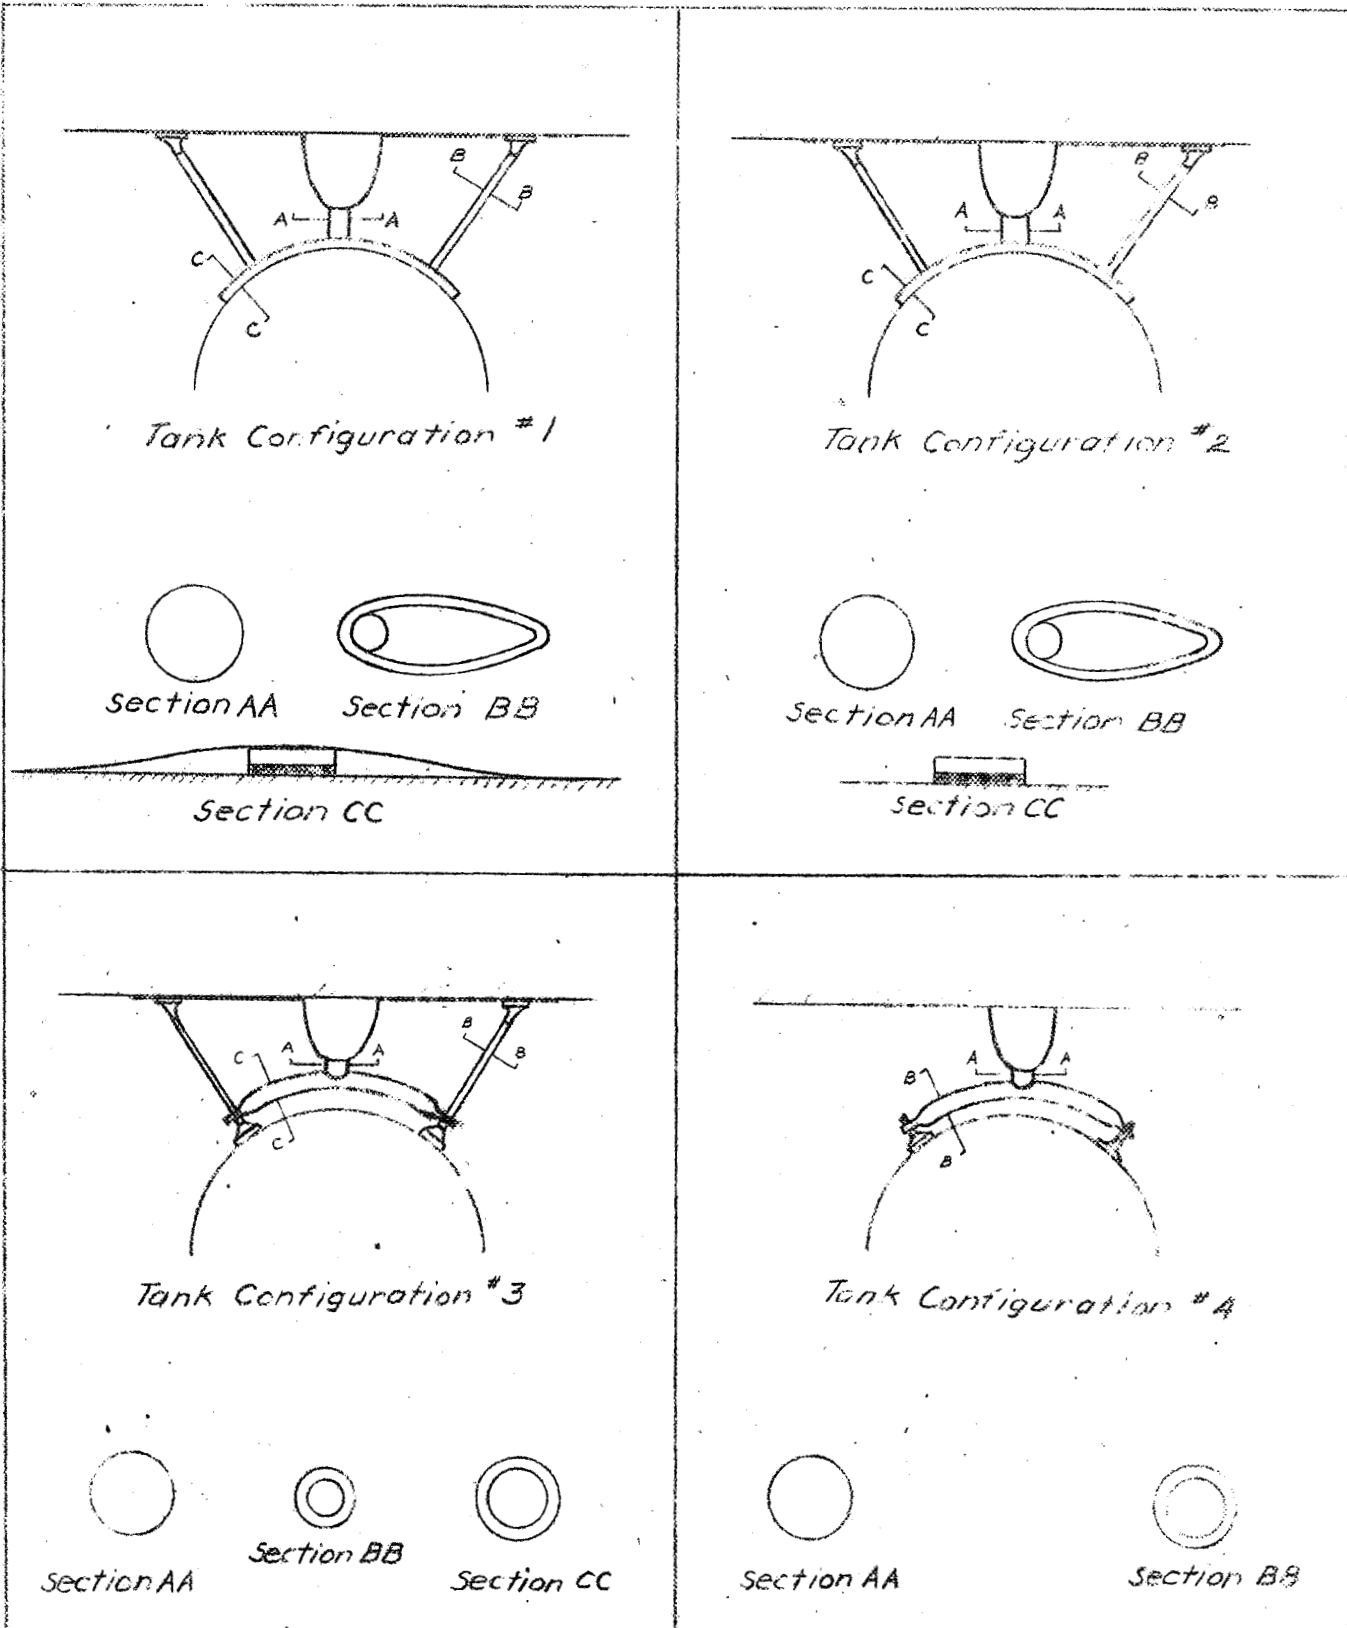 B
B
A A
C
C
Tank Configuration #1
Section AA Section BB
Section CC
B
B
A A
C
C
Tank Configuration #2
Section AA Section BB
Section CC
B
A A
B
C
C
Tank Configuration #3
Section AA
Section BB
Section CC
A A
B
B
Tank Configuration #4
Section AA Section BB